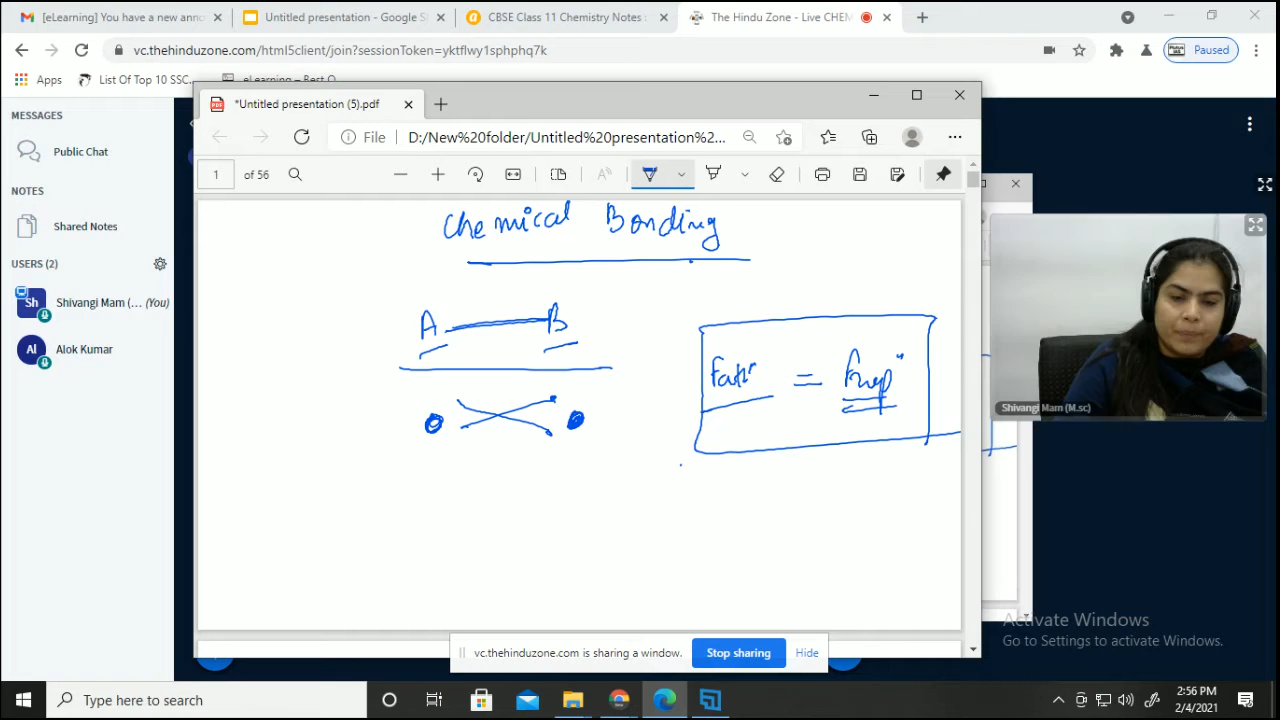 [eLearning] You have a new anno
Untitled presentation - Google S
CBSE Class 11 Chemistry Notes
The Hindu Zone - Live CHEM
vc.thehinduzone.com/html5client/join?sessionToken=yktflwy1sphphq7k
Paused
Apps
List Of Top 10 SSC...
eLearning – Best O
MESSAGES
Public Chat
NOTES
Shared Notes
USERS (2)
Sh
Shivangi Mam (... (You)
Al
Alok Kumar
*Untitled presentation (5).pdf
File
D:/New%20folder/Untitled%20presentation%2...
1
of 56
Chemical Bonding
A B
=
Shivangi Mam (M.sc)
Activate Windows
Go to Settings to activate Windows.
vc.thehinduzone.com is sharing a window.
Stop sharing
Hide
Type here to search
2:56 PM
2/4/2021